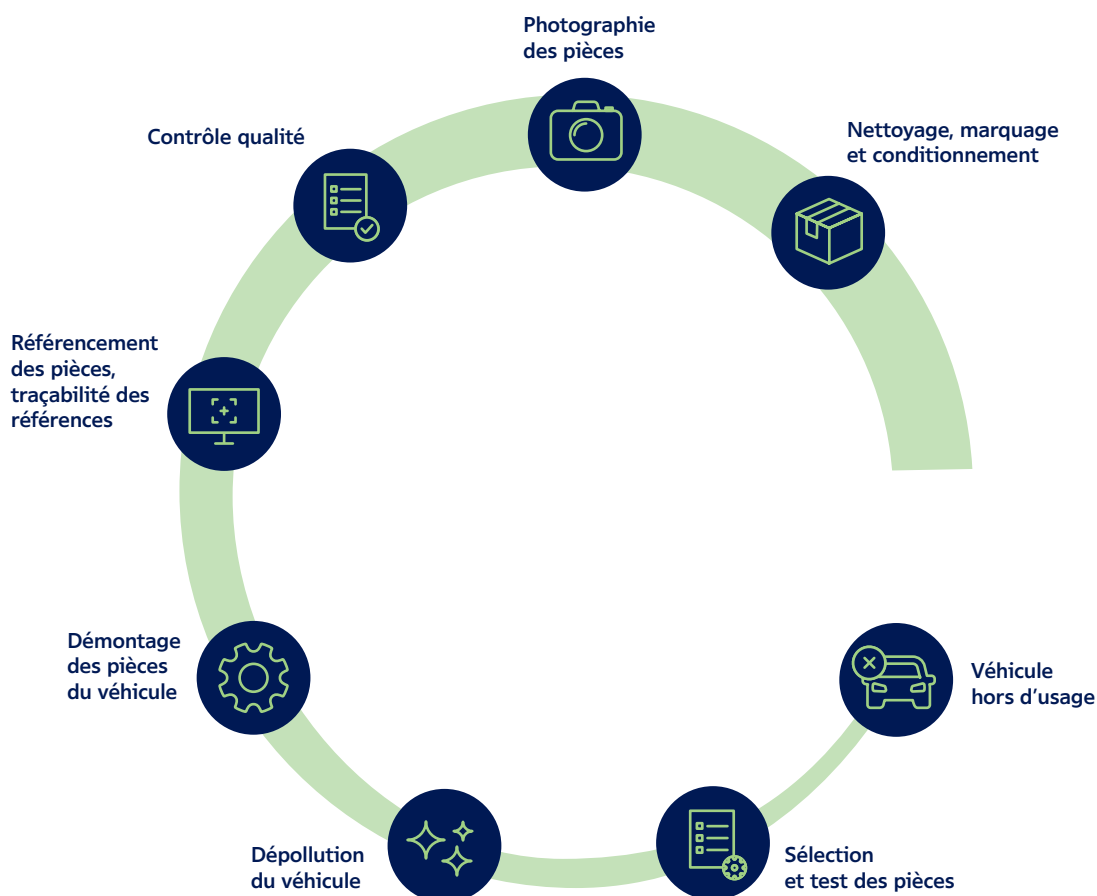 Photographie
des pièces
Contrôle qualité
Nettoyage, marquage
et conditionnement
Référencement
des pièces,
traçabilité des
références
Démontage
des pièces
du véhicule
Véhicule
hors d’usage
Dépollution
du véhicule
Sélection
et test des pièces